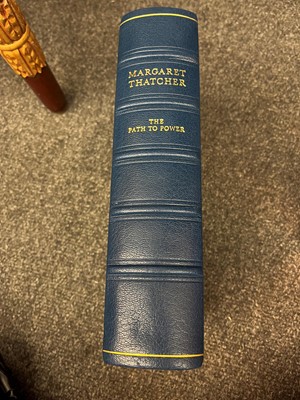 MARGARET
THATCHER
THE
PATH TO POWER